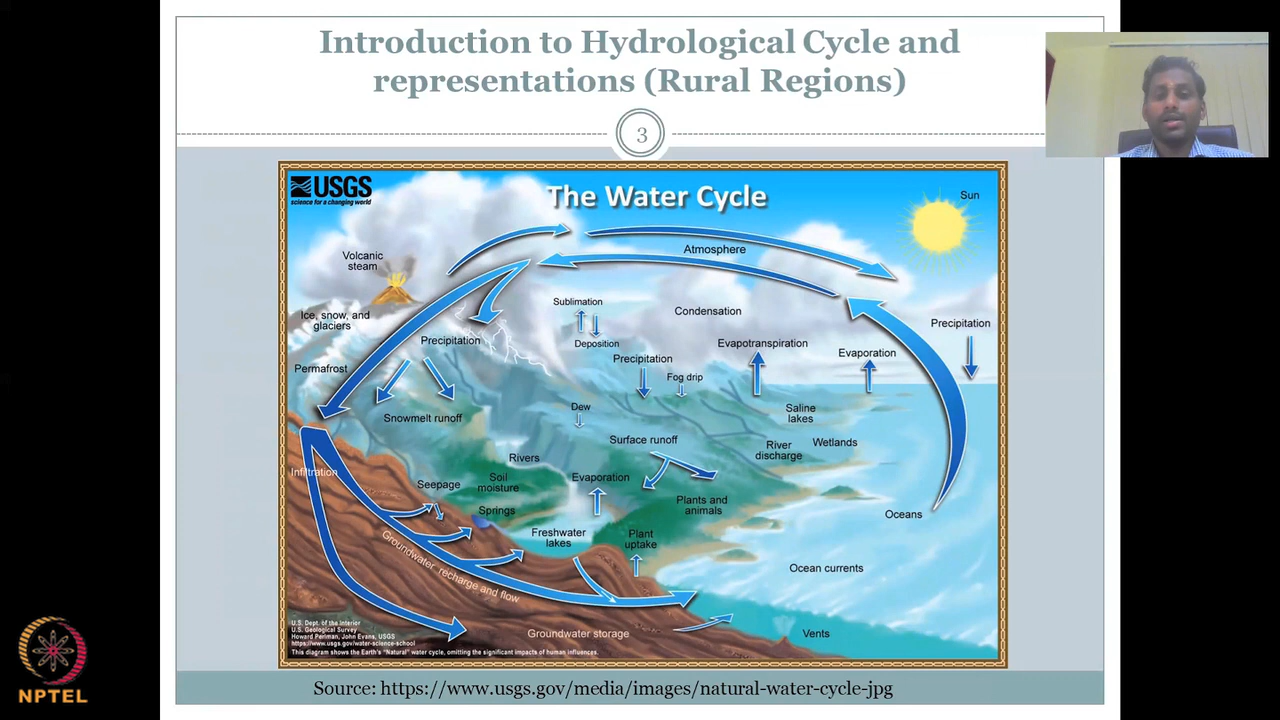 Introduction to Hydrological Cycle and
representations (Rural Regions)
3
USGS
science for a changing world
The Water Cycle
Sun
Atmosphere
Volcanic
steam
Ice, snow, and
glaciers
Sublimation
Condensation
Precipitation
Precipitation
Deposition
Evapotranspiration
Evaporation
Precipitation
Permafrost
Fog drip
Snowmelt runoff
Dew
Saline
lakes
Surface runoff
River
discharge
Wetlands
Rivers
Infiltration
Seepage
Soil
moisture
Evaporation
Plants and
animals
Springs
Oceans
Freshwater
lakes
Plant
uptake
Groundwater recharge and flow
Ocean currents
Groundwater storage
Vents
U.S. Dept. of the Interior
U.S. Geological Survey
Howard Perlman, John Evans, USGS
https://www.usgs.gov/water-science-school
This diagram shows the Earth's "Natural" water cycle, omitting the significant impacts of human influences.
NPTEL
Source: https://www.usgs.gov/media/images/natural-water-cycle-jpg